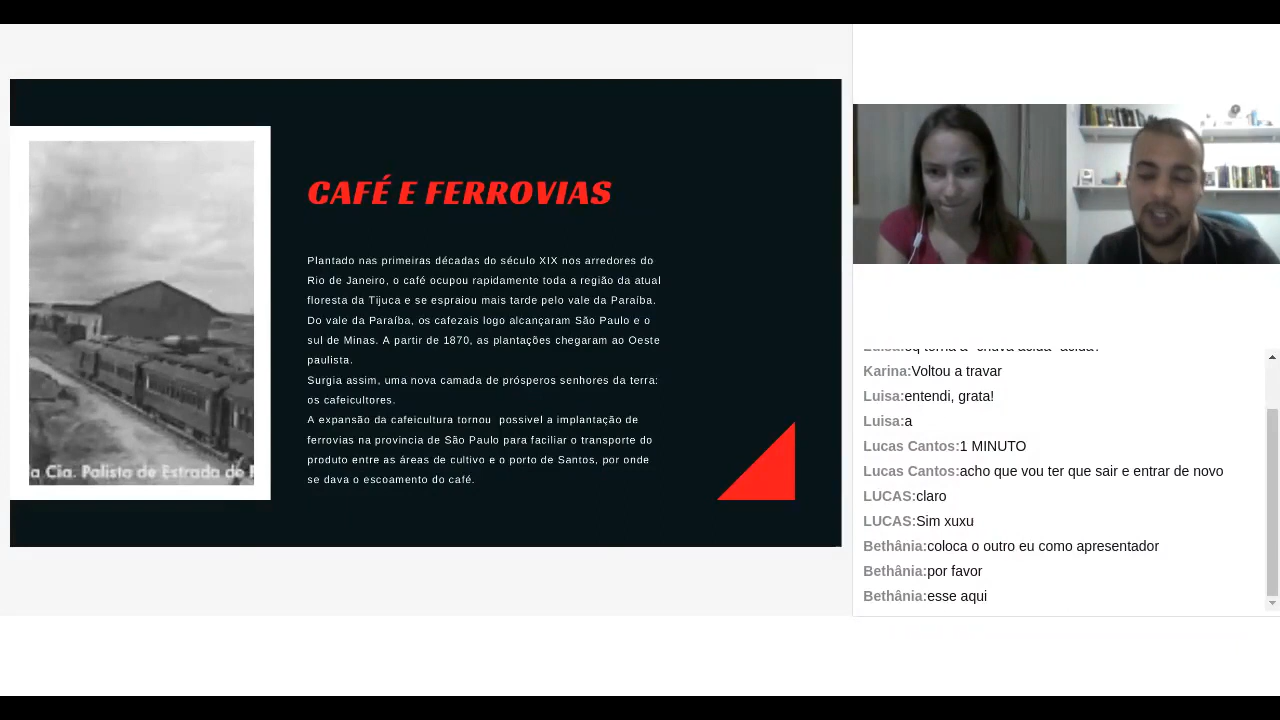 CAFÉ E FERROVIAS
Plantado nas primeiras décadas do século XIX nos arredores do
Rio de Janeiro, o café ocupou rapidamente toda a região da atual
floresta da Tijuca e se espraiou mais tarde pelo vale da Paraíba.
Do vale da Paraíba, os cafezais logo alcançaram São Paulo e o
sul de Minas. A partir de 1870, as plantações chegaram ao Oeste
paulista.
Surgia assim, uma nova camada de prósperos senhores da terra:
os cafeicultores.
A expansão da cafeicultura tornou  possivel a implantação de
ferrovias na provincia de São Paulo para faciliar o transporte do
produto entre as áreas de cultivo e o porto de Santos, por onde
se dava o escoamento do café.
a Cia. Palista de Estrada de
Karina:Voltou a travar
Luisa:entendi, grata!
Luisa:a
Lucas Cantos:1 MINUTO
Lucas Cantos:acho que vou ter que sair e entrar de novo
LUCAS:claro
LUCAS:Sim xuxu
Bethânia:coloca o outro eu como apresentador
Bethânia:por favor
Bethânia:esse aqui